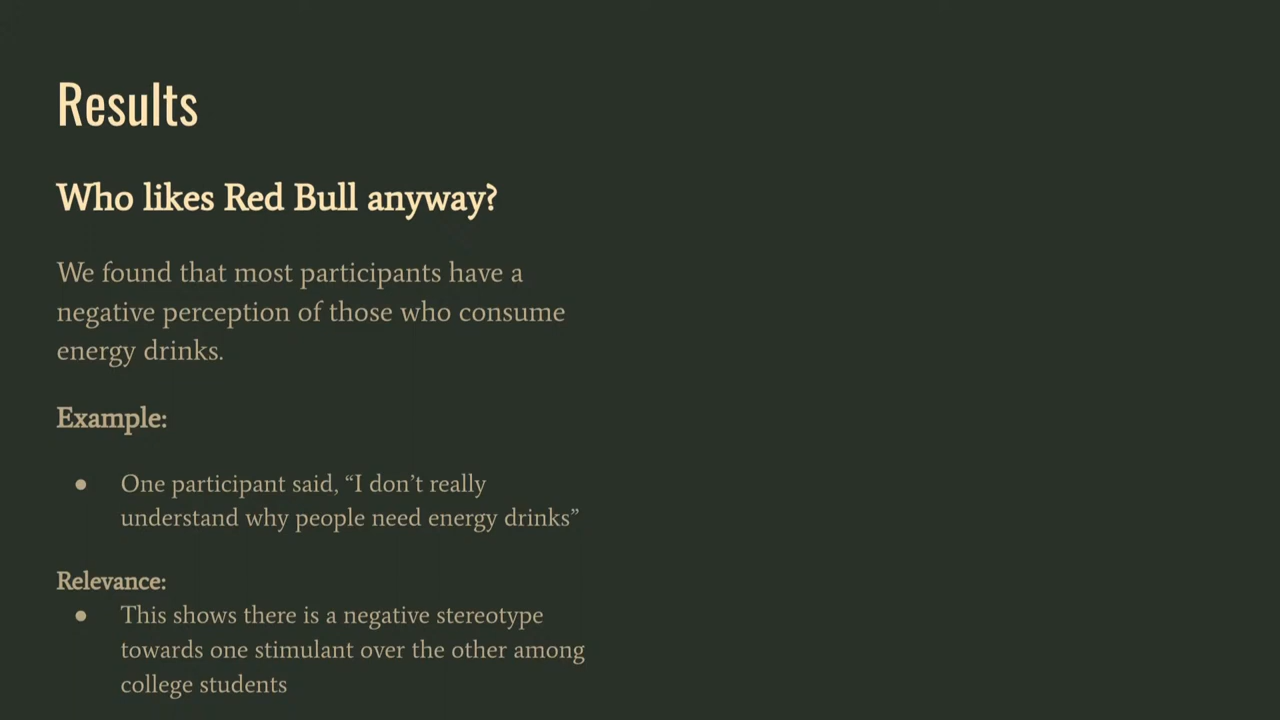 Results
Who likes Red Bull anyway?
We found that most participants have a
negative perception of those who consume
energy drinks.
Example:
● One participant said, “I don’t really
understand why people need energy drinks”
Relevance:
● This shows there is a negative stereotype
towards one stimulant over the other among
college students